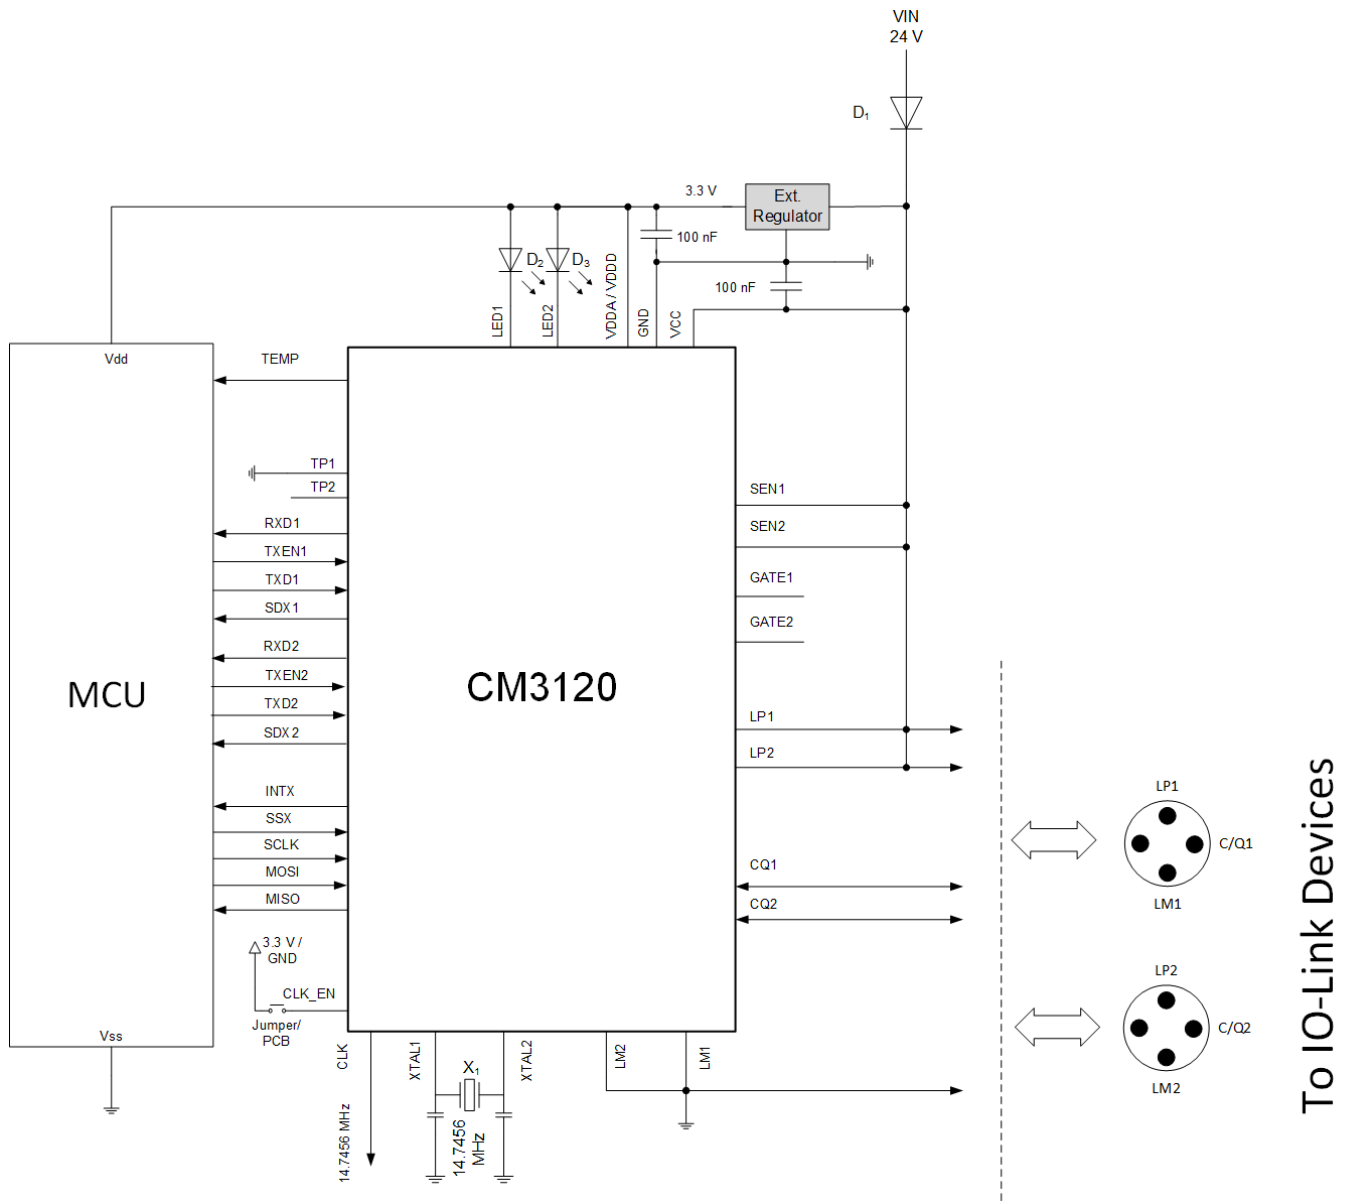 VIN
24 V
D₁
3.3 V
Ext.
Regulator
100 nF
D₂
D₃
100 nF
LED1
LED2
VDDA / VDDD
GND
VCC
Vdd
TEMP
TP1
TP2
RXD1
TXEN1
TXD1
SDX1
RXD2
TXEN2
TXD2
SDX2
INTX
SSX
SCLK
MOSI
MISO
MCU
CM3120
SEN1
SEN2
GATE1
GATE2
LP1
LP2
CQ1
CQ2
3.3 V /
GND
CLK_EN
Jumper/
PCB
Vss
CLK
14.7456 MHz
XTAL1
X₁
14.7456
MHz
XTAL2
LM2
LM1
LP1
C/Q1
LM1
LP2
C/Q2
LM2
To IO-Link Devices